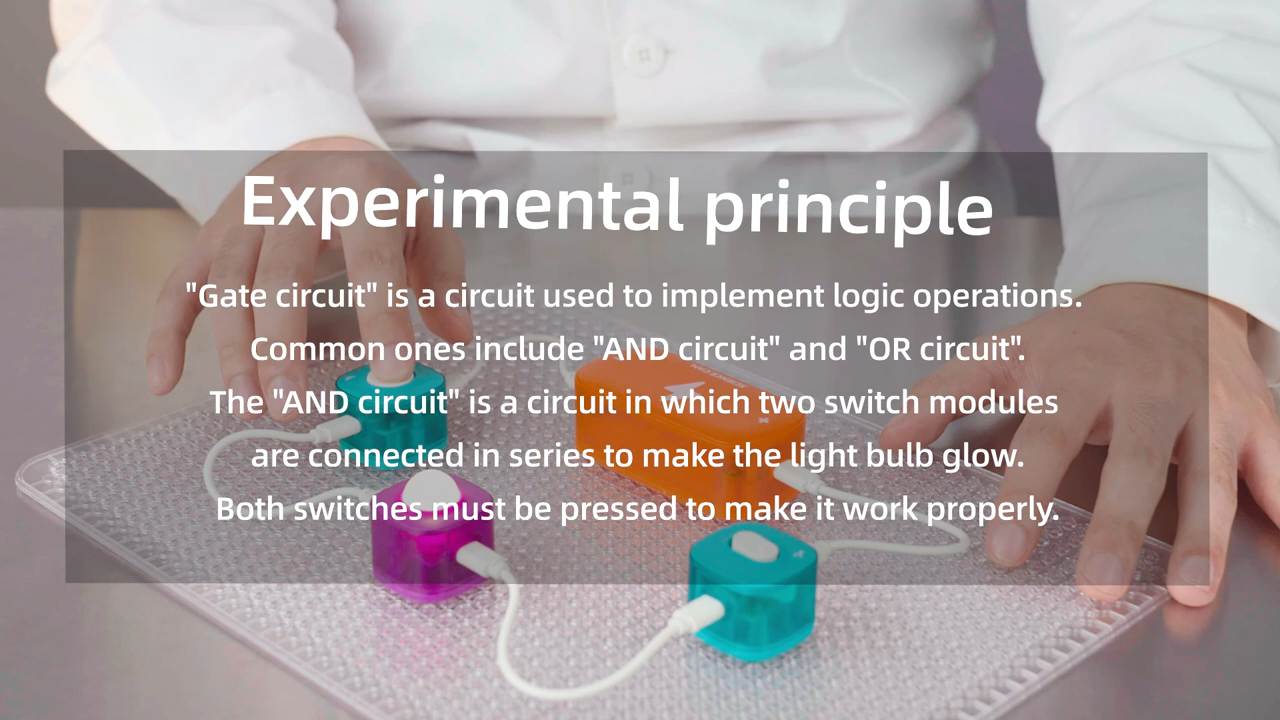 Experimental principle
"Gate circuit" is a circuit used to implement logic operations.
Common ones include "AND circuit" and "OR circuit".
The "AND circuit" is a circuit in which two switch modules
are connected in series to make the light bulb glow.
Both switches must be pressed to make it work properly.